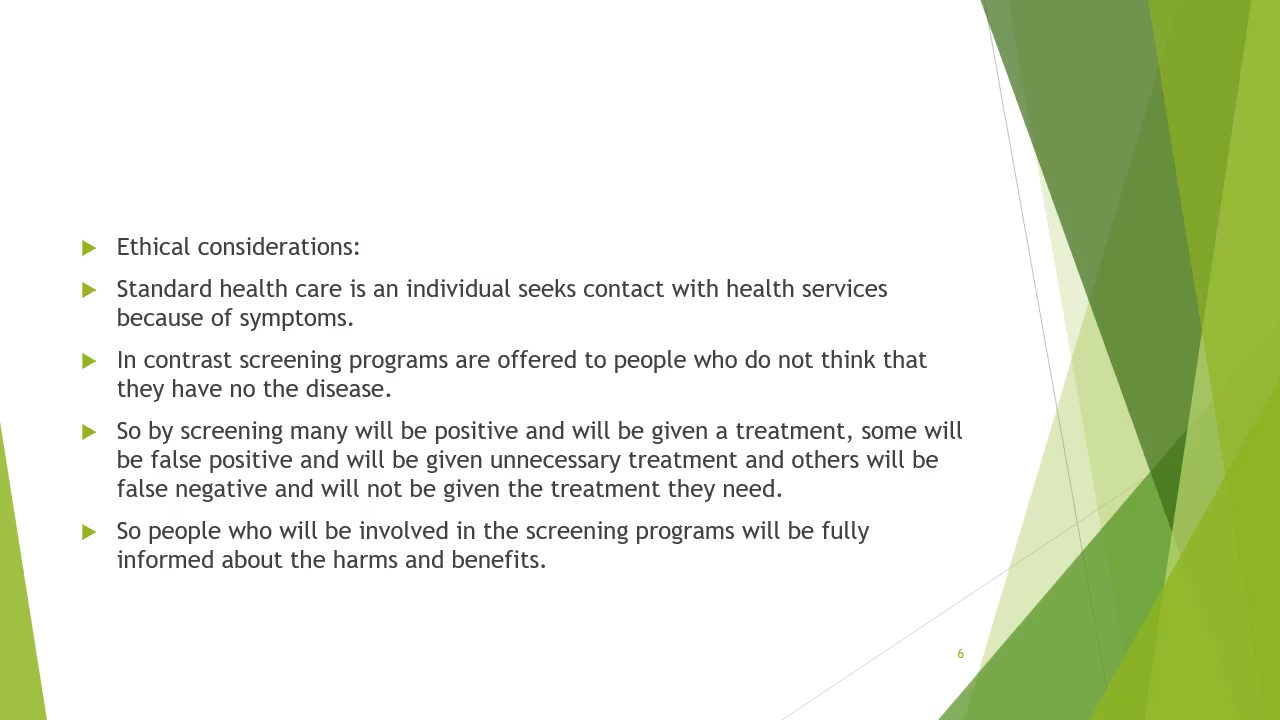 Ethical considerations:
Standard health care is an individual seeks contact with health services
because of symptoms.
In contrast screening programs are offered to people who do not think that
they have no the disease.
So by screening many will be positive and will be given a treatment, some will
be false positive and will be given unnecessary treatment and others will be
false negative and will not be given the treatment they need.
So people who will be involved in the screening programs will be fully
informed about the harms and benefits.
6